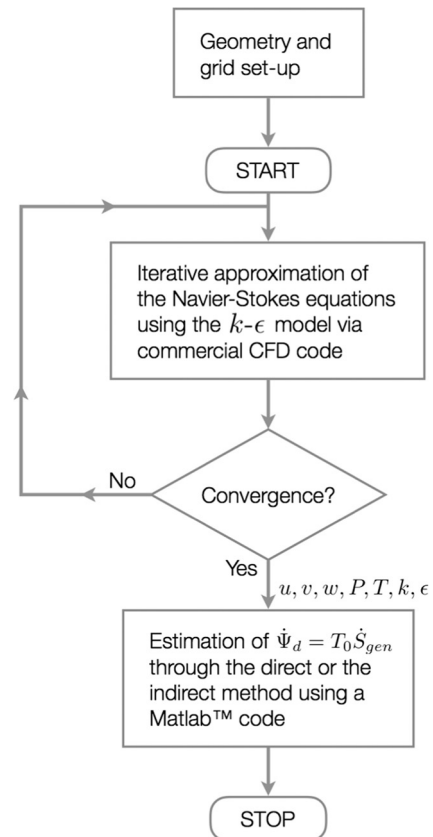 Geometry and
grid set-up
START
Iterative approximation of
the Navier-Stokes equations
using the k-ϵ model via
commercial CFD code
No
Convergence?
Yes
u, v, w, P, T, k, ϵ
Estimation of Ψ̇_d = T_0 Ṡ_gen
through the direct or the
indirect method using a
Matlab™ code
STOP